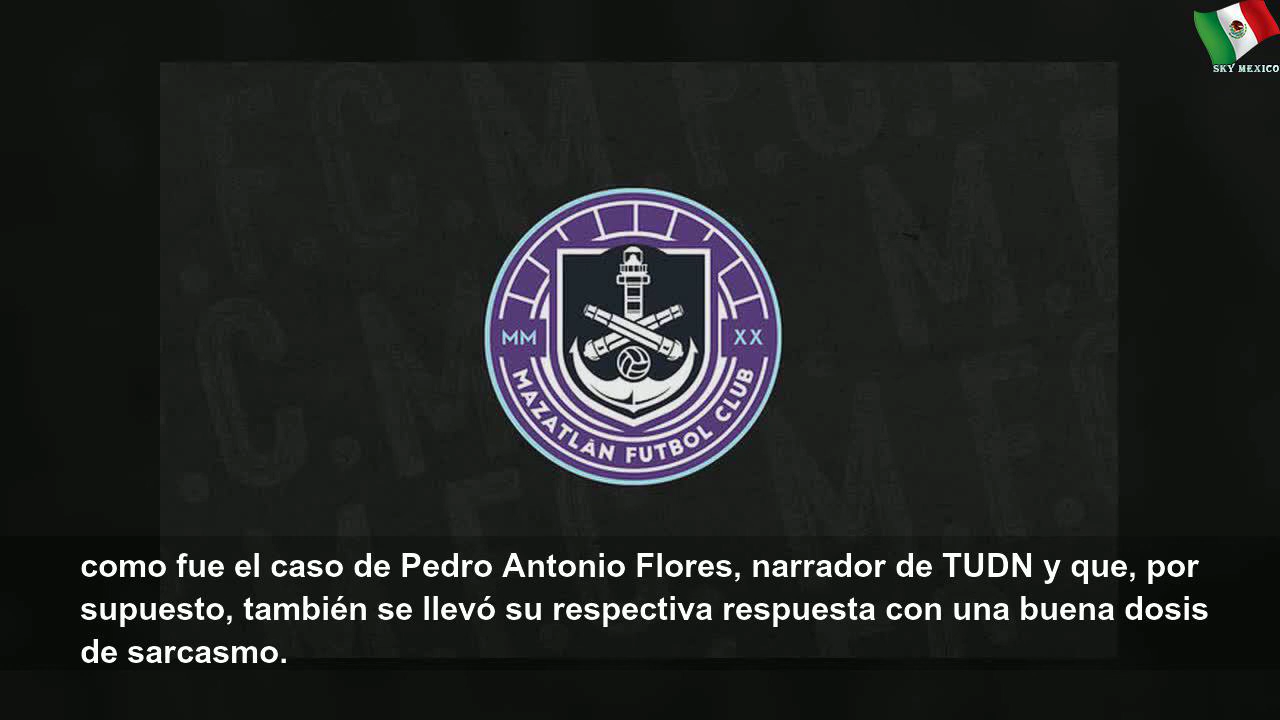 SKY MEXICO
MM
XX
MAZATLÁN FUTBOL CLUB
como fue el caso de Pedro Antonio Flores, narrador de TUDN y que, por
supuesto, también se llevó su respectiva respuesta con una buena dosis
de sarcasmo.